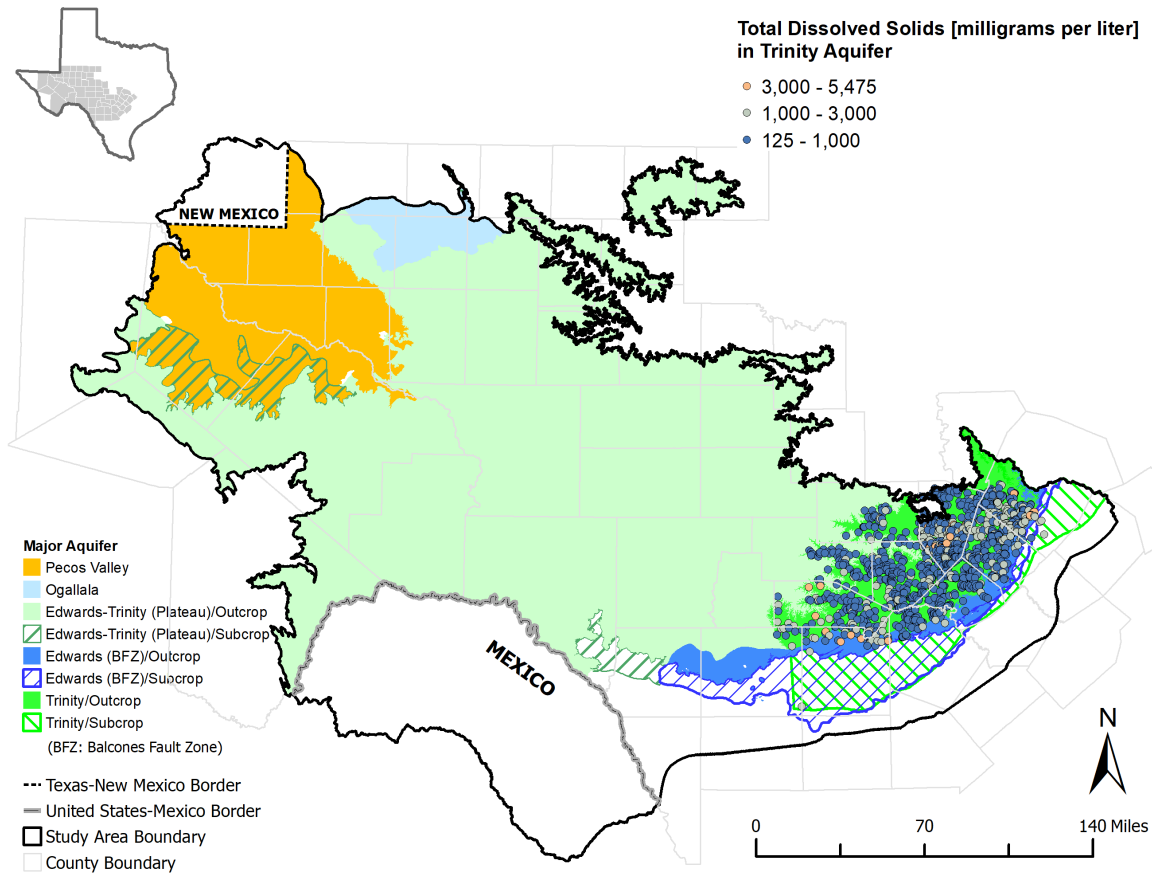 Total Dissolved Solids [milligrams per liter]
in Trinity Aquifer
3,000 - 5,475
1,000 - 3,000
125 - 1,000
NEW MEXICO
MEXICO
Major Aquifer
Pecos Valley
Ogallala
Edwards-Trinity (Plateau)/Outcrop
Edwards-Trinity (Plateau)/Subcrop
Edwards (BFZ)/Outcrop
Edwards (BFZ)/Subcrop
Trinity/Outcrop
Trinity/Subcrop
(BFZ: Balcones Fault Zone)
Texas-New Mexico Border
United States-Mexico Border
Study Area Boundary
County Boundary
N
0 70 140 Miles